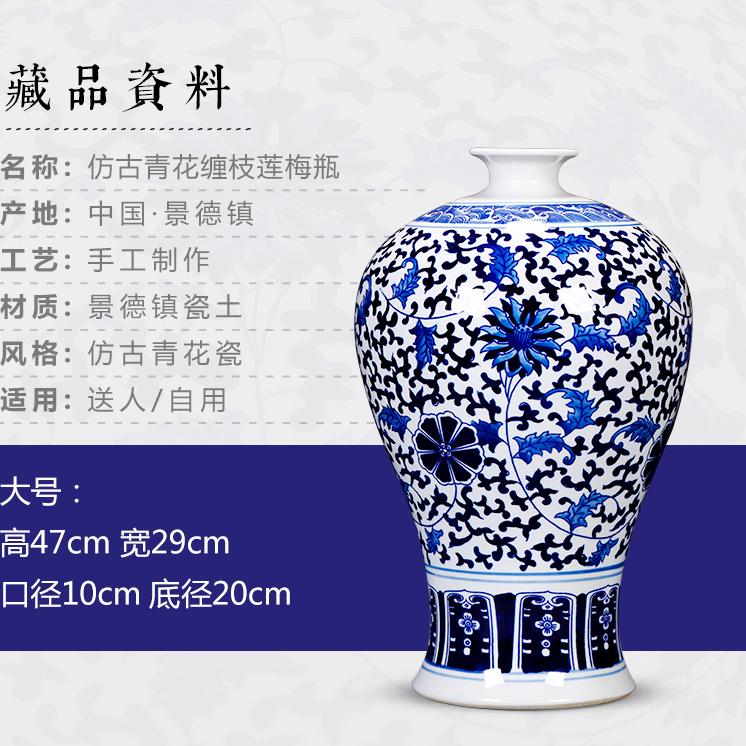 藏品資料
名称: 仿古青花缠枝莲梅瓶
产地: 中国·景德镇
工艺: 手工制作
材质: 景德镇瓷土
风格: 仿古青花瓷
适用: 送人/自用
大号：
高47cm 宽29cm
口径10cm 底径20cm